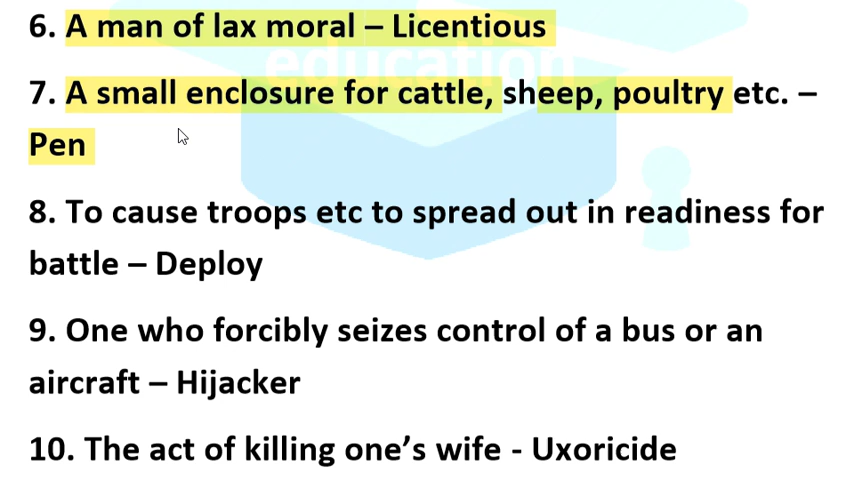 6. A man of lax moral – Licentious
education
7. A small enclosure for cattle, sheep, poultry etc. –
Pen
8. To cause troops etc to spread out in readiness for
battle – Deploy
9. One who forcibly seizes control of a bus or an
aircraft – Hijacker
10. The act of killing one’s wife - Uxoricide